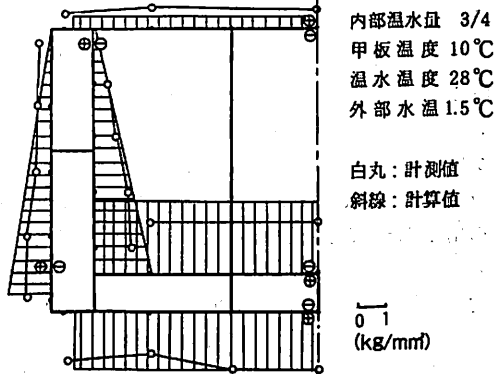 内部温水量 3/4
甲板温度 10℃
温水温度 28℃
外部水温 1.5℃
白丸:計測値
斜線:計算値
⊕
⊖
⊕⊖
⊕⊖
⊖
⊕
⊖
⊕
0 1
(kg/mm²)